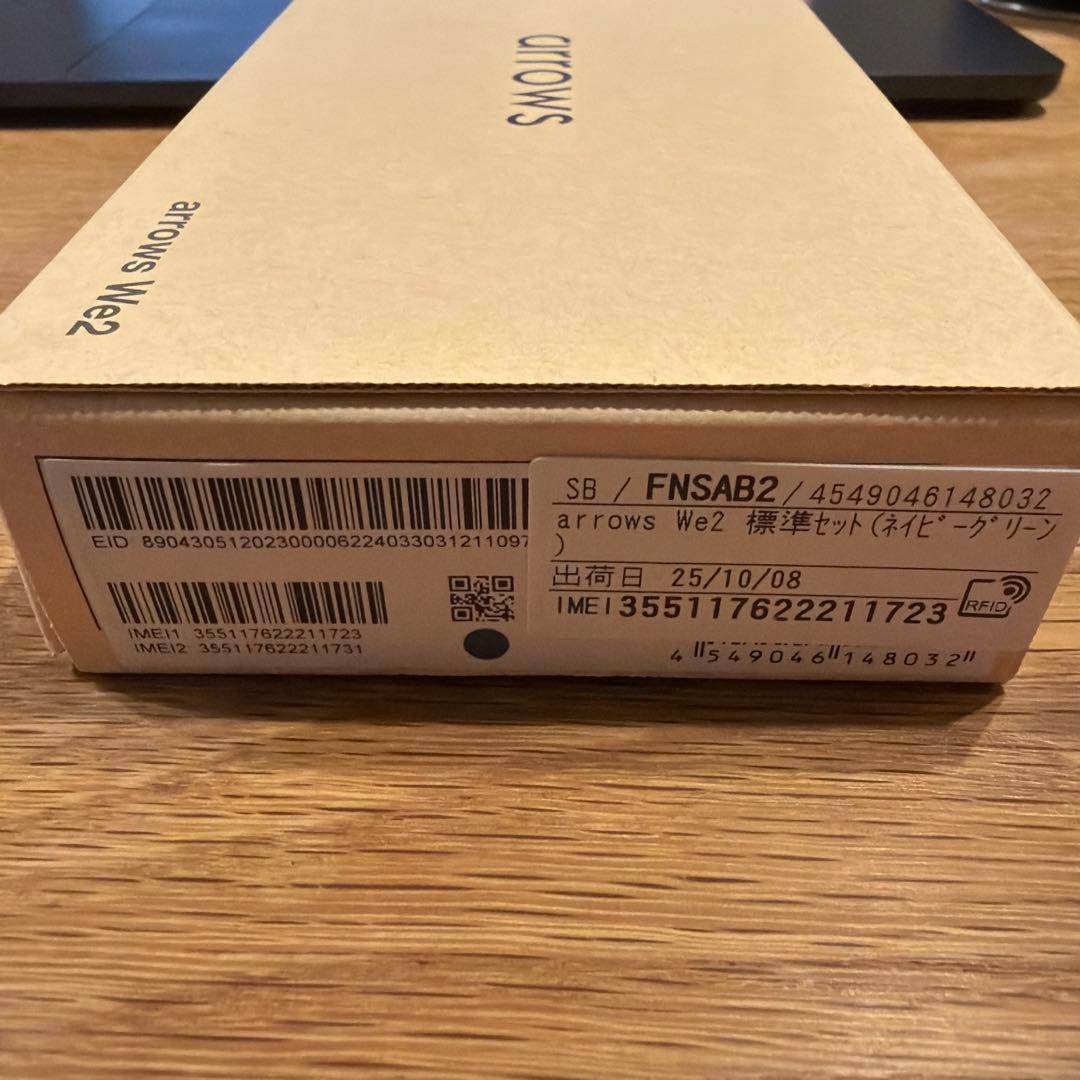 arrows
arrows We2
EID 89043051202300006224033031211097
IMEI1 355117622211723
IMEI2 355117622211731
SB / FNSAB2 / 4549046148032
arrows We2 標準セット(ネイビーグリーン
)
出荷日 25/10/08
IMEI 355117622211723
RFID
4 549046 148032